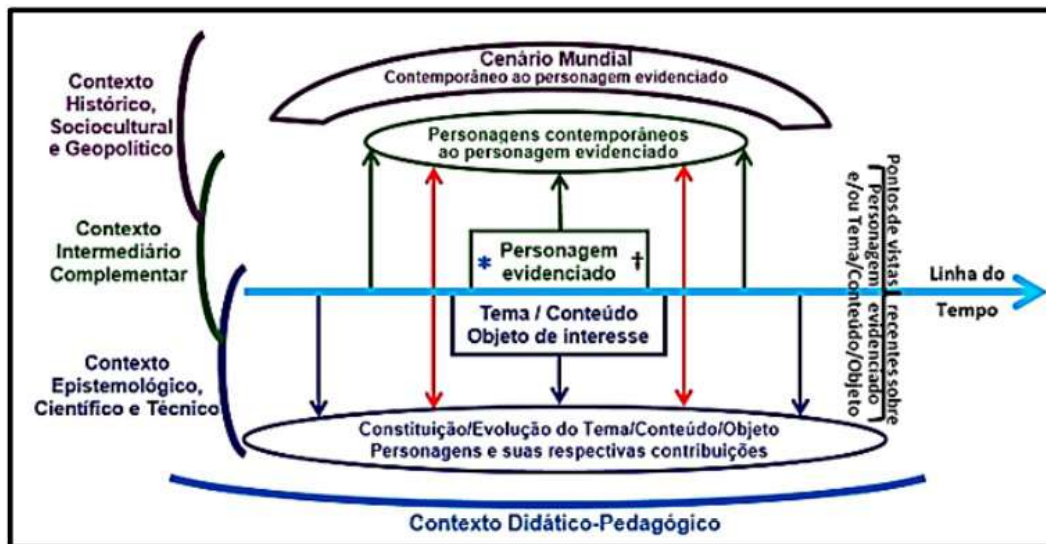 Contexto
Histórico,
Sociocultural
e Geopolítico
Contexto
Intermediário
Complementar
Contexto
Epistemológico,
Científico e Técnico
Cenário Mundial
Contemporâneo ao personagem evidenciado
Personagens contemporâneos
ao personagem evidenciado
* Personagem †
evidenciado
Tema / Conteúdo
Objeto de interesse
Constituição/Evolução do Tema/Conteúdo/Objeto
Personagens e suas respectivas contribuições
Pontos de vistas recentes sobre
Personagem evidenciado
e/ou Tema/Conteúdo/Objeto
Linha do
Tempo
Contexto Didático-Pedagógico